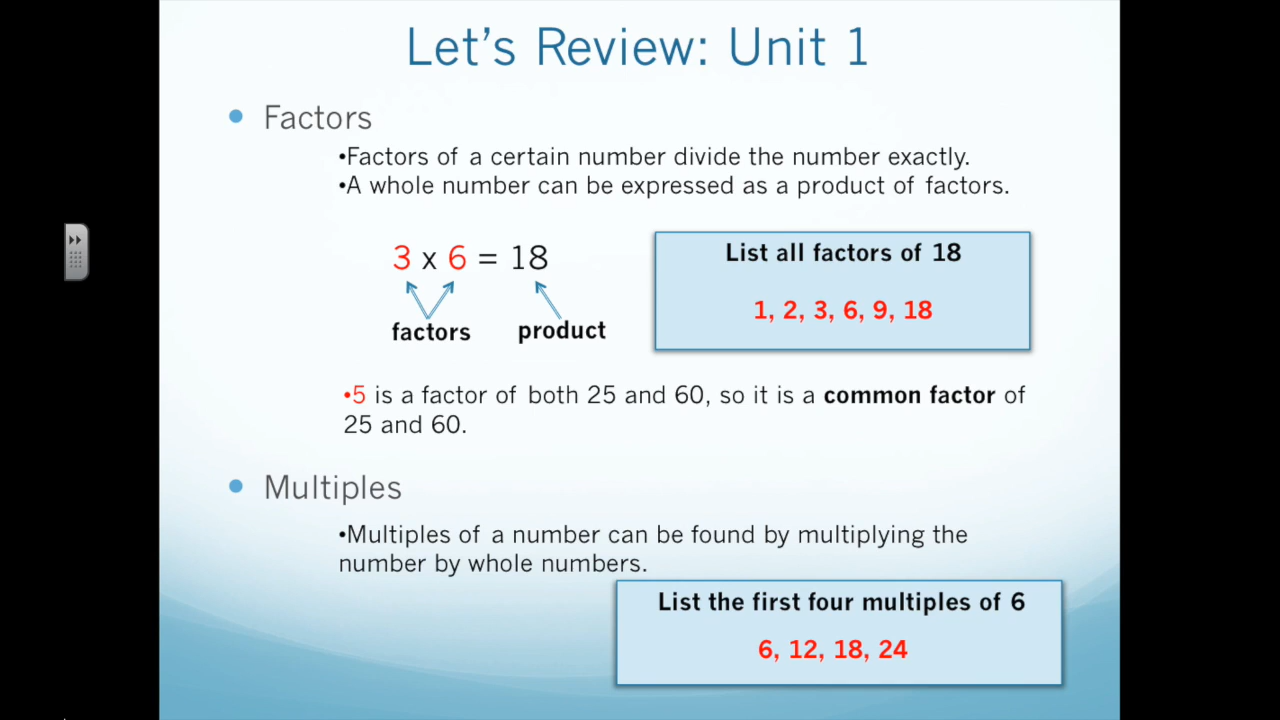 Let's Review: Unit 1
• Factors
•Factors of a certain number divide the number exactly.
•A whole number can be expressed as a product of factors.
3 x 6 = 18
factors product
List all factors of 18
1, 2, 3, 6, 9, 18
•5 is a factor of both 25 and 60, so it is a common factor of
25 and 60.
• Multiples
•Multiples of a number can be found by multiplying the
number by whole numbers.
List the first four multiples of 6
6, 12, 18, 24